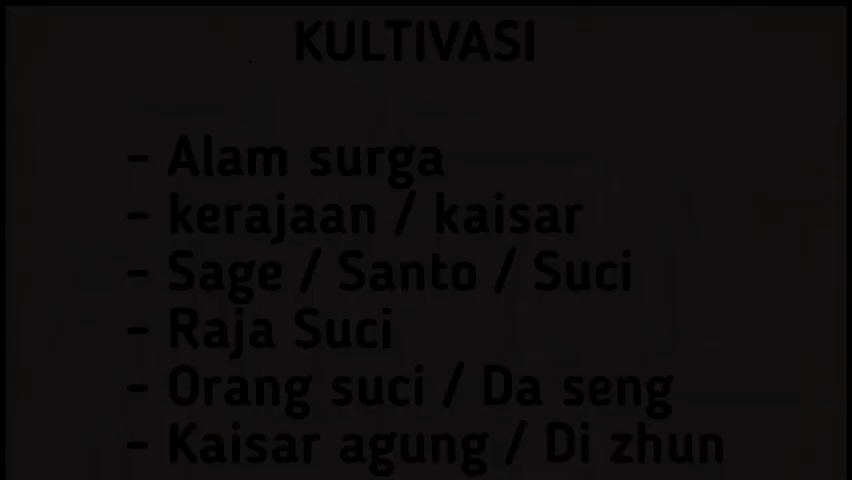 KULTIVASI
- Alam surga
- kerajaan / kaisar
- Sage / Santo / Suci
- Raja Suci
- Orang suci / Da seng
- Kaisar agung / Di zhun